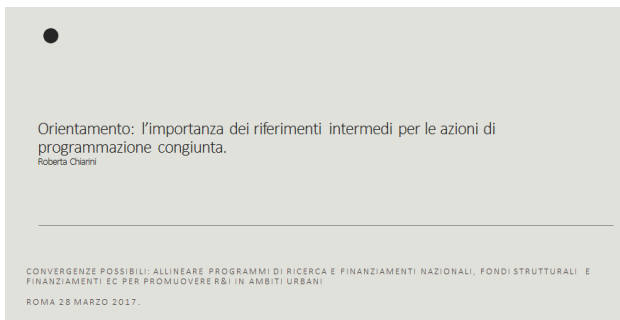 Orientamento: l'importanza dei riferimenti intermedi per le azioni di
programmazione congiunta.
Roberta Chiarini
CONVERGENZE POSSIBILI: ALLINEARE PROGRAMMI DI RICERCA E FINANZIAMENTI NAZIONALI, FONDI STRUTTURALI E
FINANZIAMENTI EC PER PROMUOVERE R&I IN AMBITI URBANI
ROMA 28 MARZO 2017.